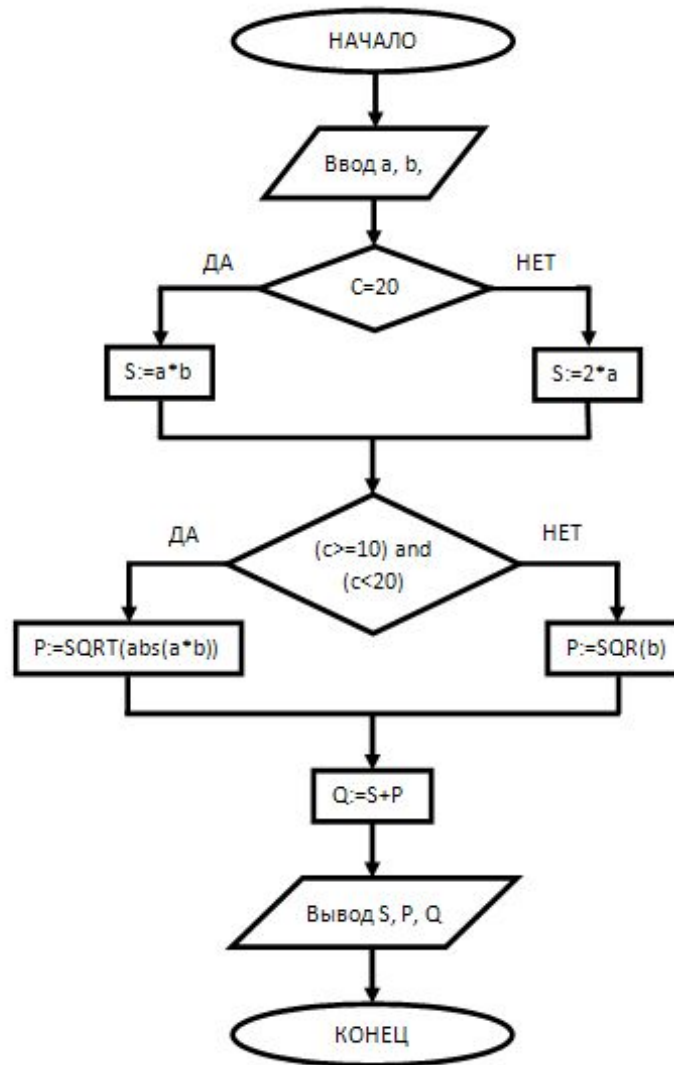 НАЧАЛО
Ввод a, b,
ДА
НЕТ
C=20
S:=a*b
S:=2*a
ДА
НЕТ
(c>=10) and
(c<20)
P:=SQRT(abs(a*b))
P:=SQR(b)
Q:=S+P
Вывод S, P, Q
КОНЕЦ